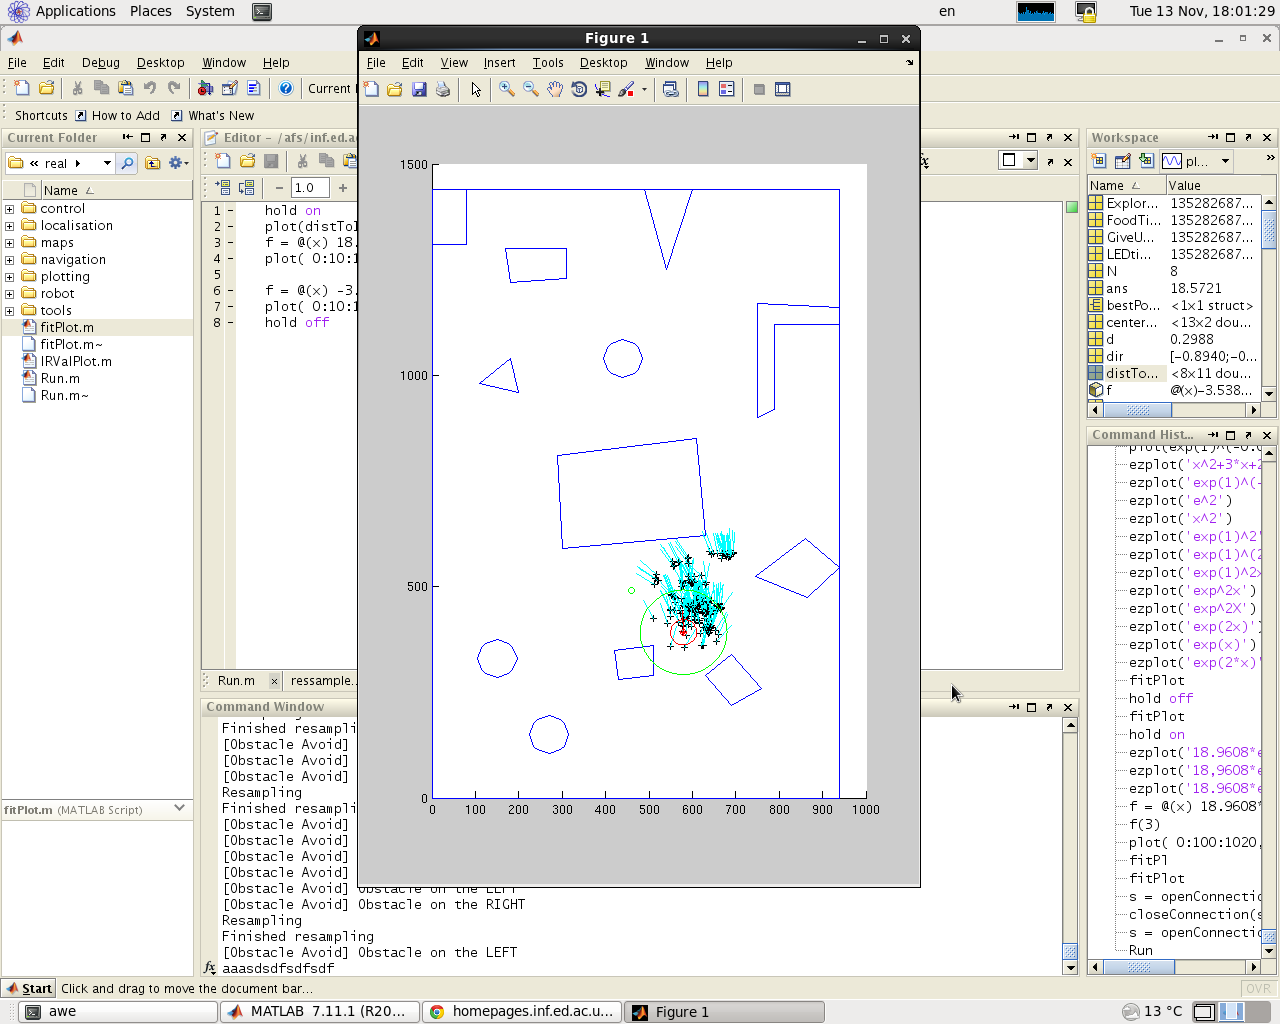 Applications Places System
en
Tue 13 Nov, 18:01:29
Figure 1
File Edit Debug Desktop Window Help
File Edit View Insert Tools Desktop Window Help
Shortcuts How to Add What's New
Current Folder
« real
Name
control
localisation
maps
navigation
plotting
robot
tools
fitPlot.m
fitPlot.m~
IRValPlot.m
Run.m
Run.m~
fitPlot.m (MATLAB Script)
Editor - /afs/inf.ed.ac
1.0
1 - hold on
2 - plot(distTo
3 - f = @(x) 18.
4 - plot( 0:10:1
5
6 - f = @(x) -3.
7 - plot( 0:10:1
8 - hold off
Run.m × ressample..
1500
1000
500
0
0 100 200 300 400 500 600 700 800 900 1000
Command Window
Finished resampli
[Obstacle Avoid]
[Obstacle Avoid]
[Obstacle Avoid]
Resampling
Finished resampli
[Obstacle Avoid]
[Obstacle Avoid]
[Obstacle Avoid]
[Obstacle Avoid]
[Obstacle Avoid] Obstacle on the LEFT
[Obstacle Avoid] Obstacle on the RIGHT
Resampling
Finished resampling
[Obstacle Avoid] Obstacle on the LEFT
fx aaasdsdfsdfsdf
Workspace
pl...
Name Value
Explor... 135282687...
FoodTi... 135282687...
GiveU... 135282687...
LEDti... 135282687...
N 8
ans 18.5721
bestPo... <1x1 struct>
center... <13x2 dou...
d 0.2988
dir [-0.8940;-0...
distTo... <8x11 dou...
f @(x)-3.538...
Command Hist...
ezplot('x^2+3*x+2
ezplot('exp(1)^(-
ezplot('e^2')
ezplot('x^2')
ezplot('exp(1)^2'
ezplot('exp(1)^(2
ezplot('exp(1)^2x
ezplot('exp^2x')
ezplot('exp^2X')
ezplot('exp(2x)'
ezplot('exp(x)')
ezplot('exp(2*x)'
fitPlot
hold off
fitPlot
hold on
ezplot('18.9608*e
ezplot('18,9608*e
ezplot('18.9608*e
f = @(x) 18.9608*
f(3)
plot( 0:100:1020,
fitPl
fitPlot
s = openConnectio
closeConnection(s
s = openConnectio
Run
Start Click and drag to move the document bar...
OVR
awe
MATLAB 7.11.1 (R20...
homepages.inf.ed.ac.u...
Figure 1
13 °C